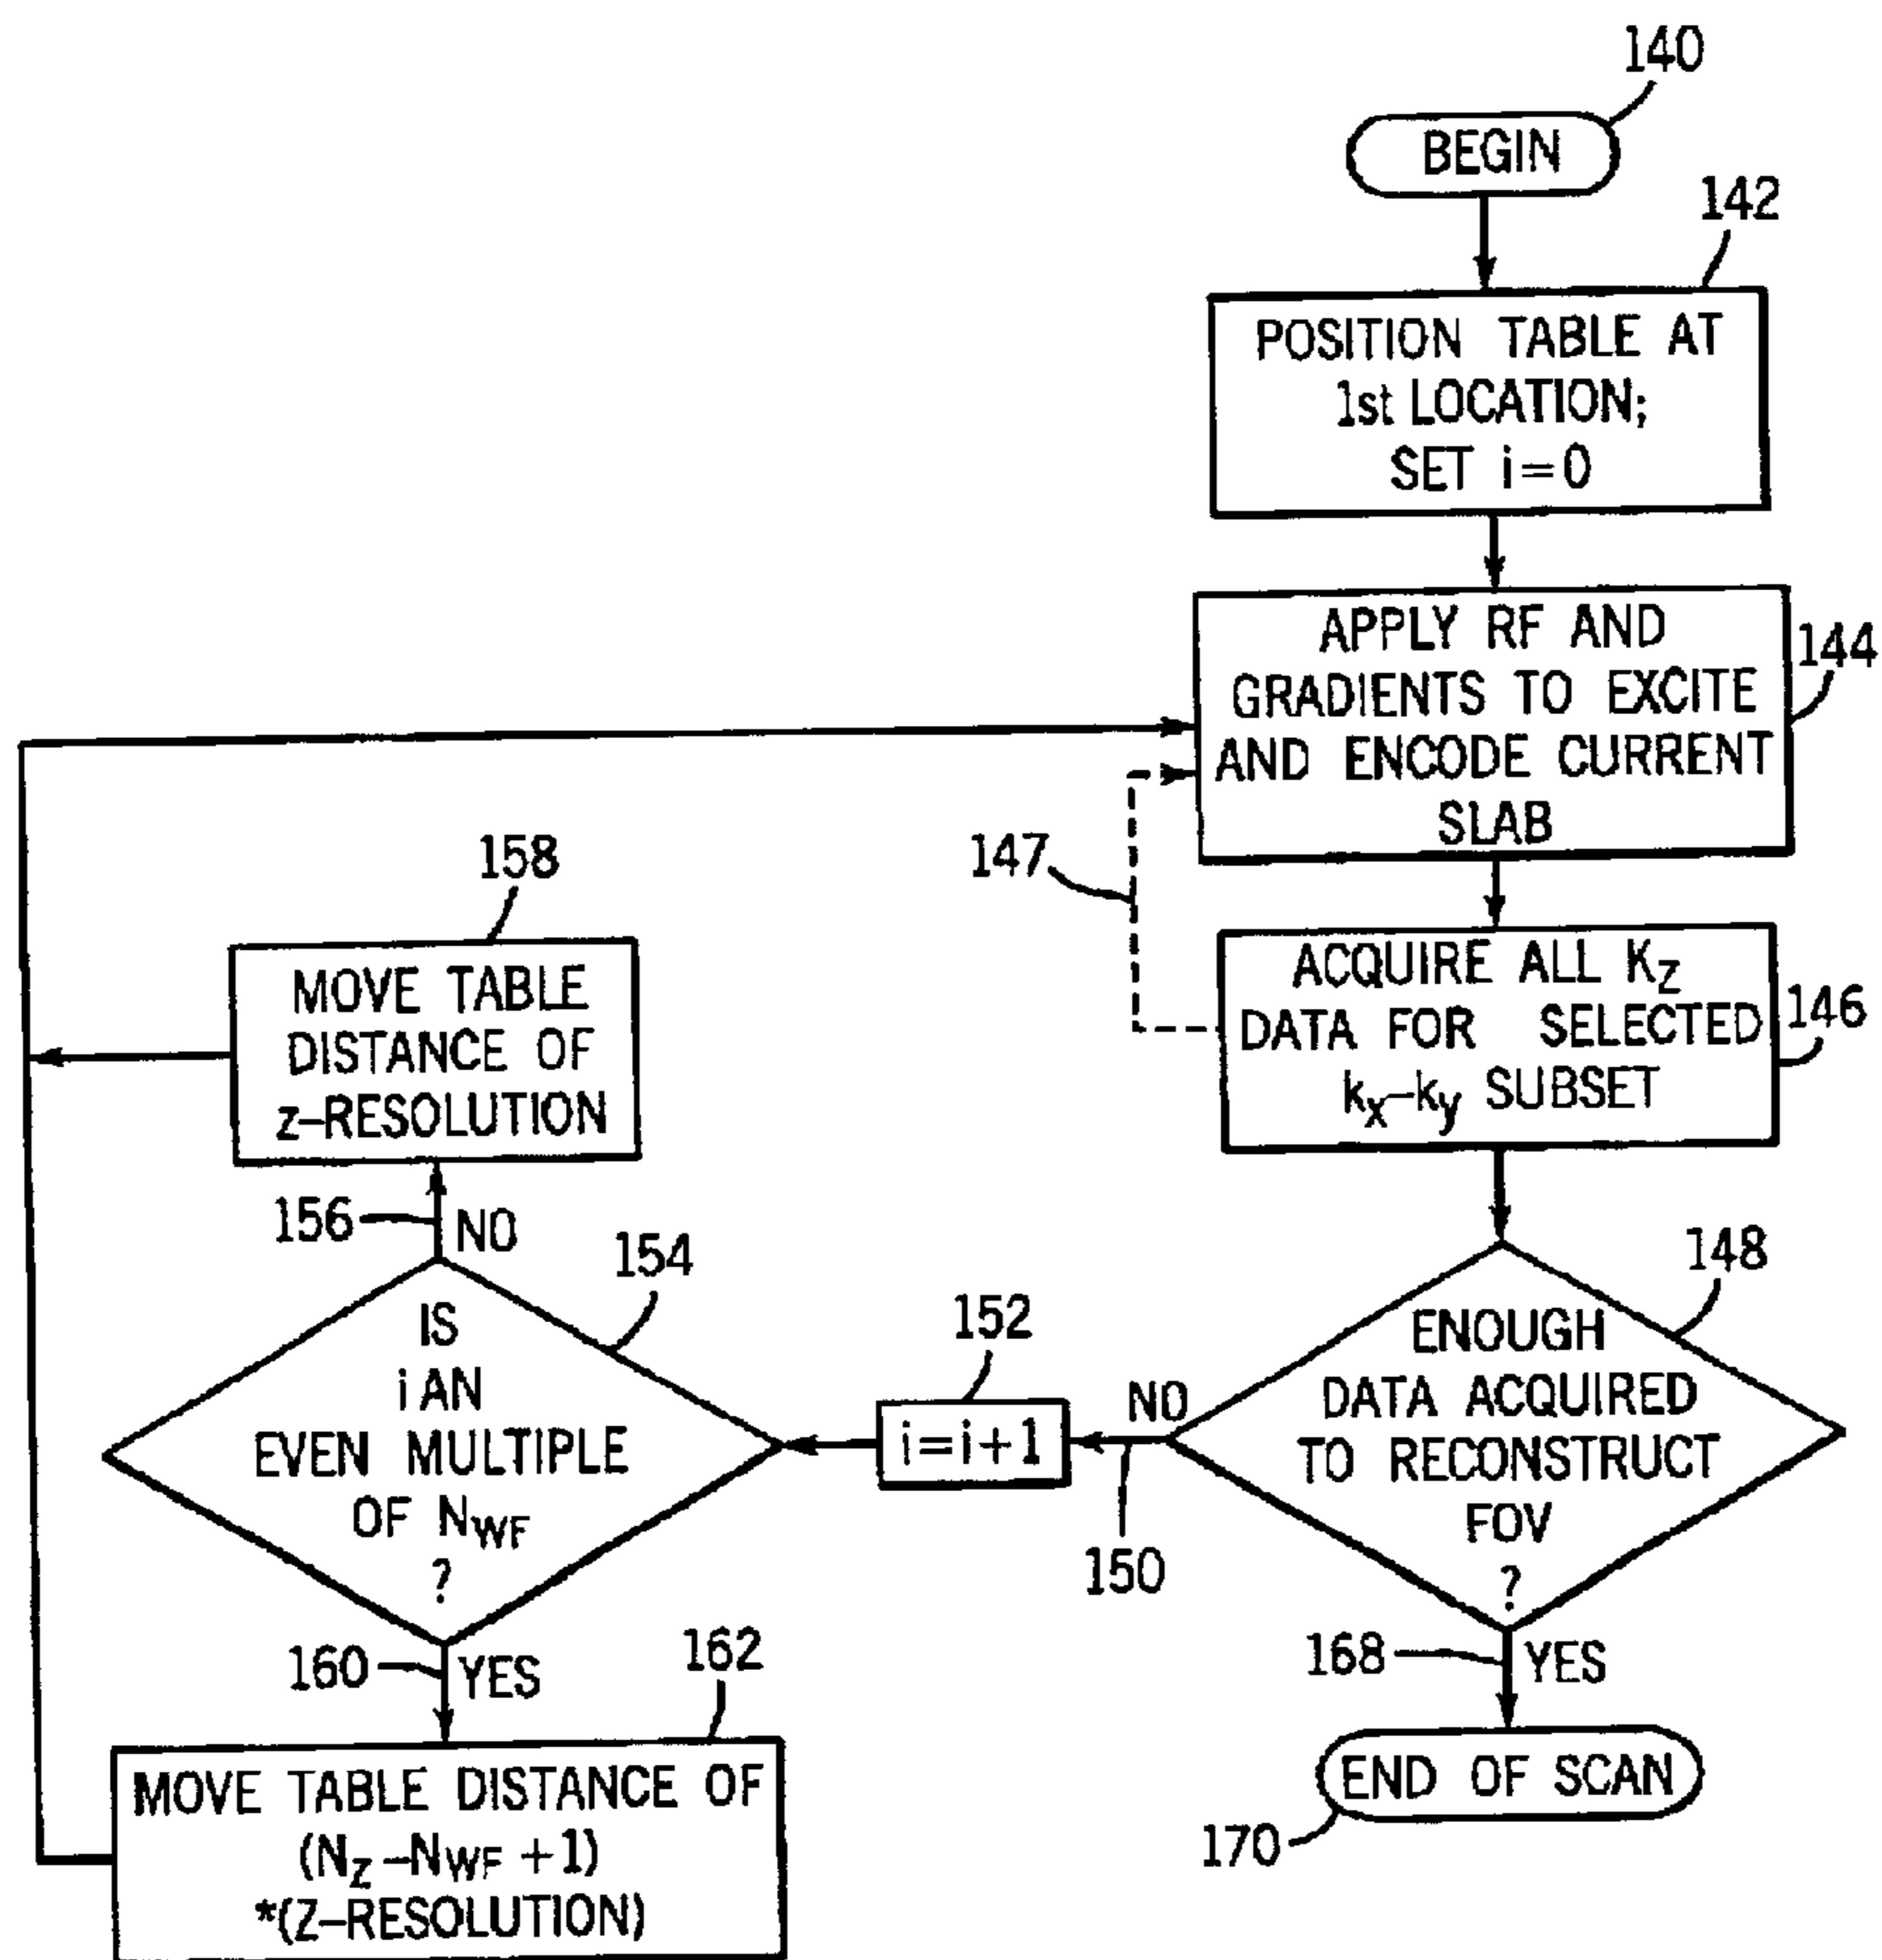 140
BEGIN
142
POSITION TABLE AT
1st LOCATION;
SET i=0
APPLY RF AND
GRADIENTS TO EXCITE
AND ENCODE CURRENT
SLAB
144
147
158
MOVE TABLE
DISTANCE OF
z-RESOLUTION
ACQUIRE ALL Kz
DATA FOR SELECTED
kx-ky SUBSET
146
156
NO
154
IS
i AN
EVEN MULTIPLE
OF NWF
?
152
i=i+1
NO
150
148
ENOUGH
DATA ACQUIRED
TO RECONSTRUCT
FOV
?
160
YES
162
MOVE TABLE DISTANCE OF
(Nz-NWF+1)
*(Z-RESOLUTION)
168
YES
END OF SCAN
170